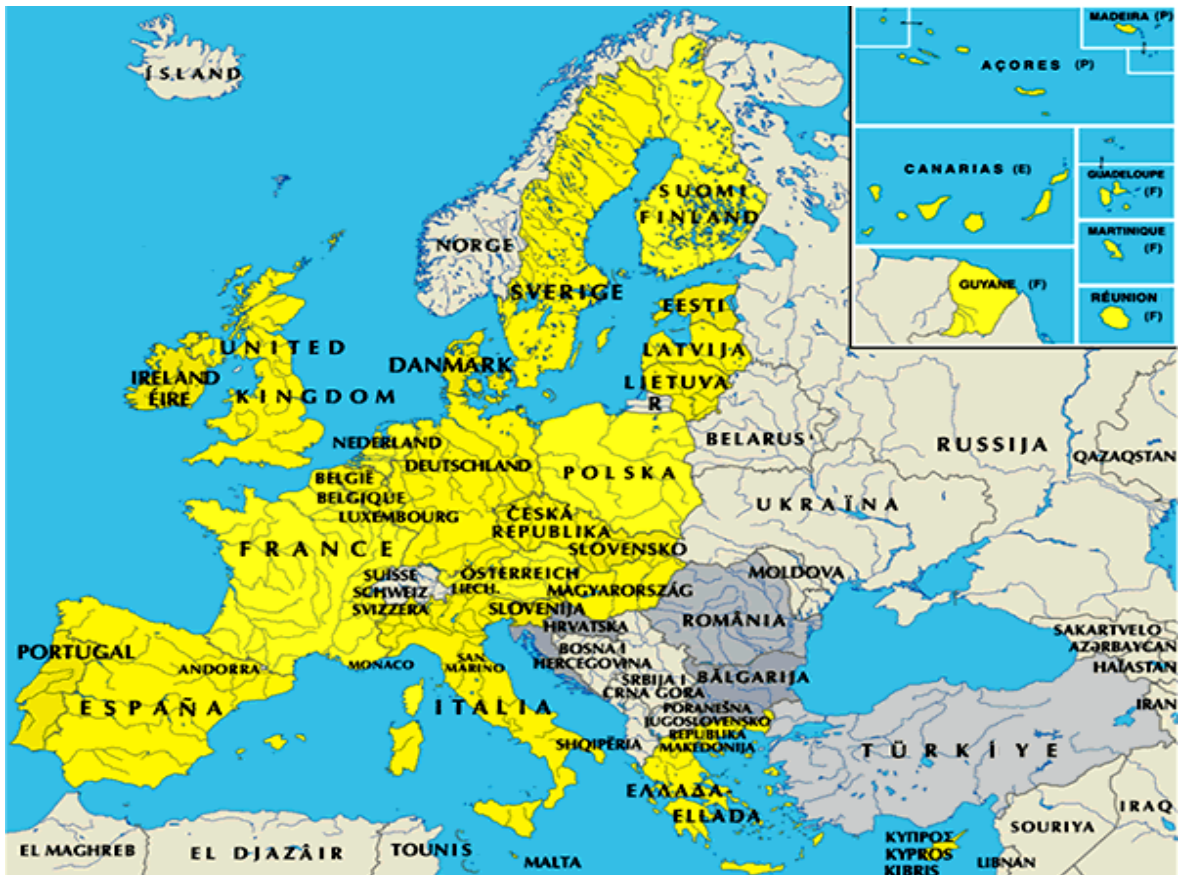 ÍSLAND
MADEIRA (P)
AÇORES (P)
CANARIAS (E)
GUADELOUPE
(F)
MARTINIQUE
(F)
GUYANE (F)
RÉUNION
(F)
SUOMI
FINLAND
NORGE
SVERIGE
EESTI
LATVIJA
LIETUVA
R
DANMARK
UNITED
KINGDOM
IRELAND
ÉIRE
NEDERLAND
DEUTSCHLAND
BELGIË
BELGIQUE
LUXEMBOURG
POLSKA
BELARUS'
RUSSIJA
QAZAQSTAN
UKRAÏNA
ČESKÁ
REPUBLIKA
SLOVENSKO
FRANCE
SUISSE
SCHWEIZ
SVIZZERA
LIECH.
ÖSTERREICH
MAGYARORSZÁG
MOLDOVA
SLOVENIJA
HRVATSKA
ROMÂNIA
BOSNA I
HERCEGOVINA
SRBIJA I
CRNA GORA
BĂLGARIJA
SAKARTVELO
AZƏRBAYCAN
HAÏASTAN
IRAN
PORTUGAL
ANDORRA
MONACO
SAN
MARINO
ESPAÑA
ITALIA
PORANEŠNA
JUGOSLOVENSKO
REPUBLIKA
MAKEDONIJA
SHQIPËRIA
TÜRKİYE
ΕΛΛΑΔΑ
ELLADA
EL MAGHREB
EL DJAZÂIR
TOUNIS
MALTA
ΚΥΠΡΟΣ
KYPROS
KIBRIS
LIBNAN
SOURIYA
IRAQ